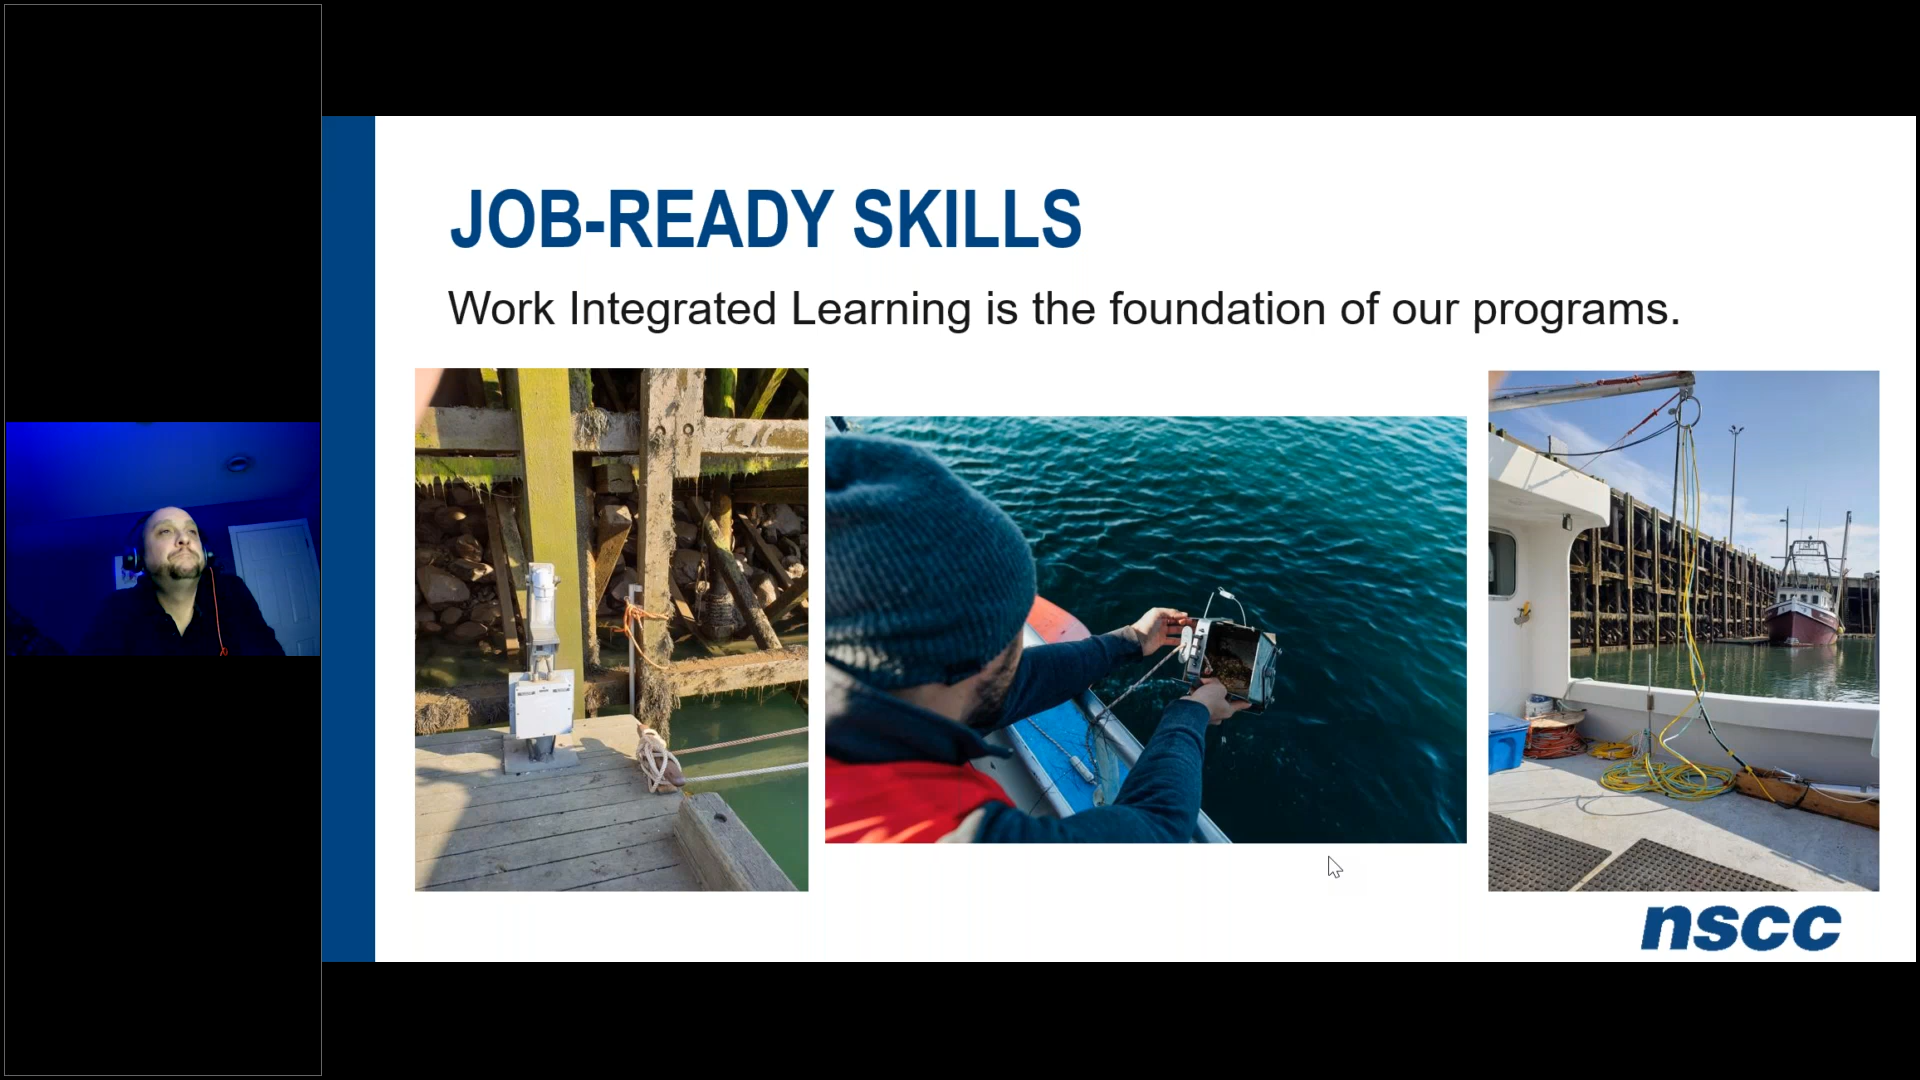 JOB-READY SKILLS
Work Integrated Learning is the foundation of our programs.
nscc